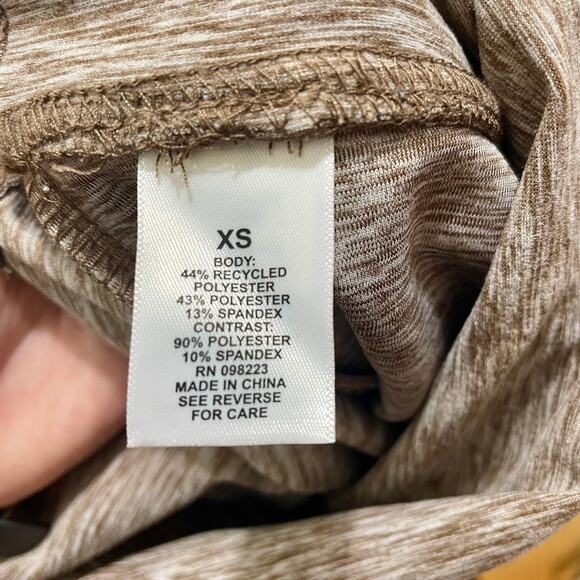 XS
BODY:
44% RECYCLED
POLYESTER
43% POLYESTER
13% SPANDEX
CONTRAST:
90% POLYESTER
10% SPANDEX
RN 098223
MADE IN CHINA
SEE REVERSE
FOR CARE